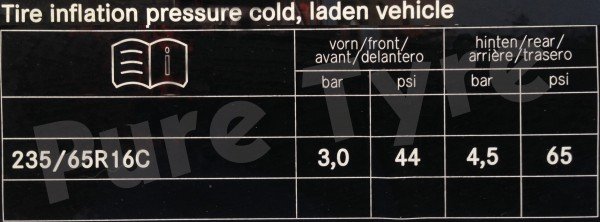 Tire inflation pressure cold, laden vehicle
vorn/front/ hinten/rear/
avant/delantero arrière/trasero
bar psi bar psi
235/65R16C 3,0 44 4,5 65
Pure Tyre